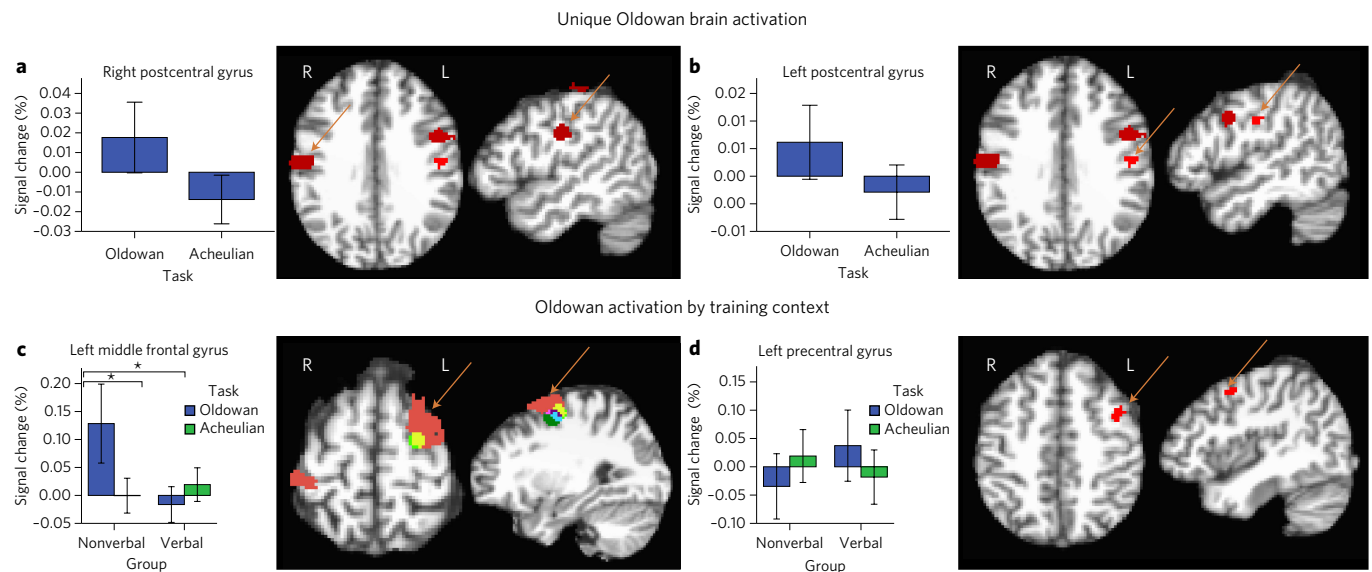 Unique Oldowan brain activation
a
Right postcentral gyrus
Signal change (%)
0.04
0.03
0.02
0.01
0.00
−0.01
−0.02
−0.03
Oldowan Acheulian
Task
R L
b
Left postcentral gyrus
Signal change (%)
0.02
0.01
0.00
0.00
−0.01
Oldowan Acheulian
Task
R L
Oldowan activation by training context
c
Left middle frontal gyrus
Signal change (%)
0.20
0.15
0.10
0.05
0.00
−0.05
* *
Task
Oldowan
Acheulian
Nonverbal Verbal
Group
R L
d
Left precentral gyrus
Signal change (%)
0.15
0.10
0.05
0.00
−0.05
−0.10
Task
Oldowan
Acheulian
Nonverbal Verbal
Group
R L